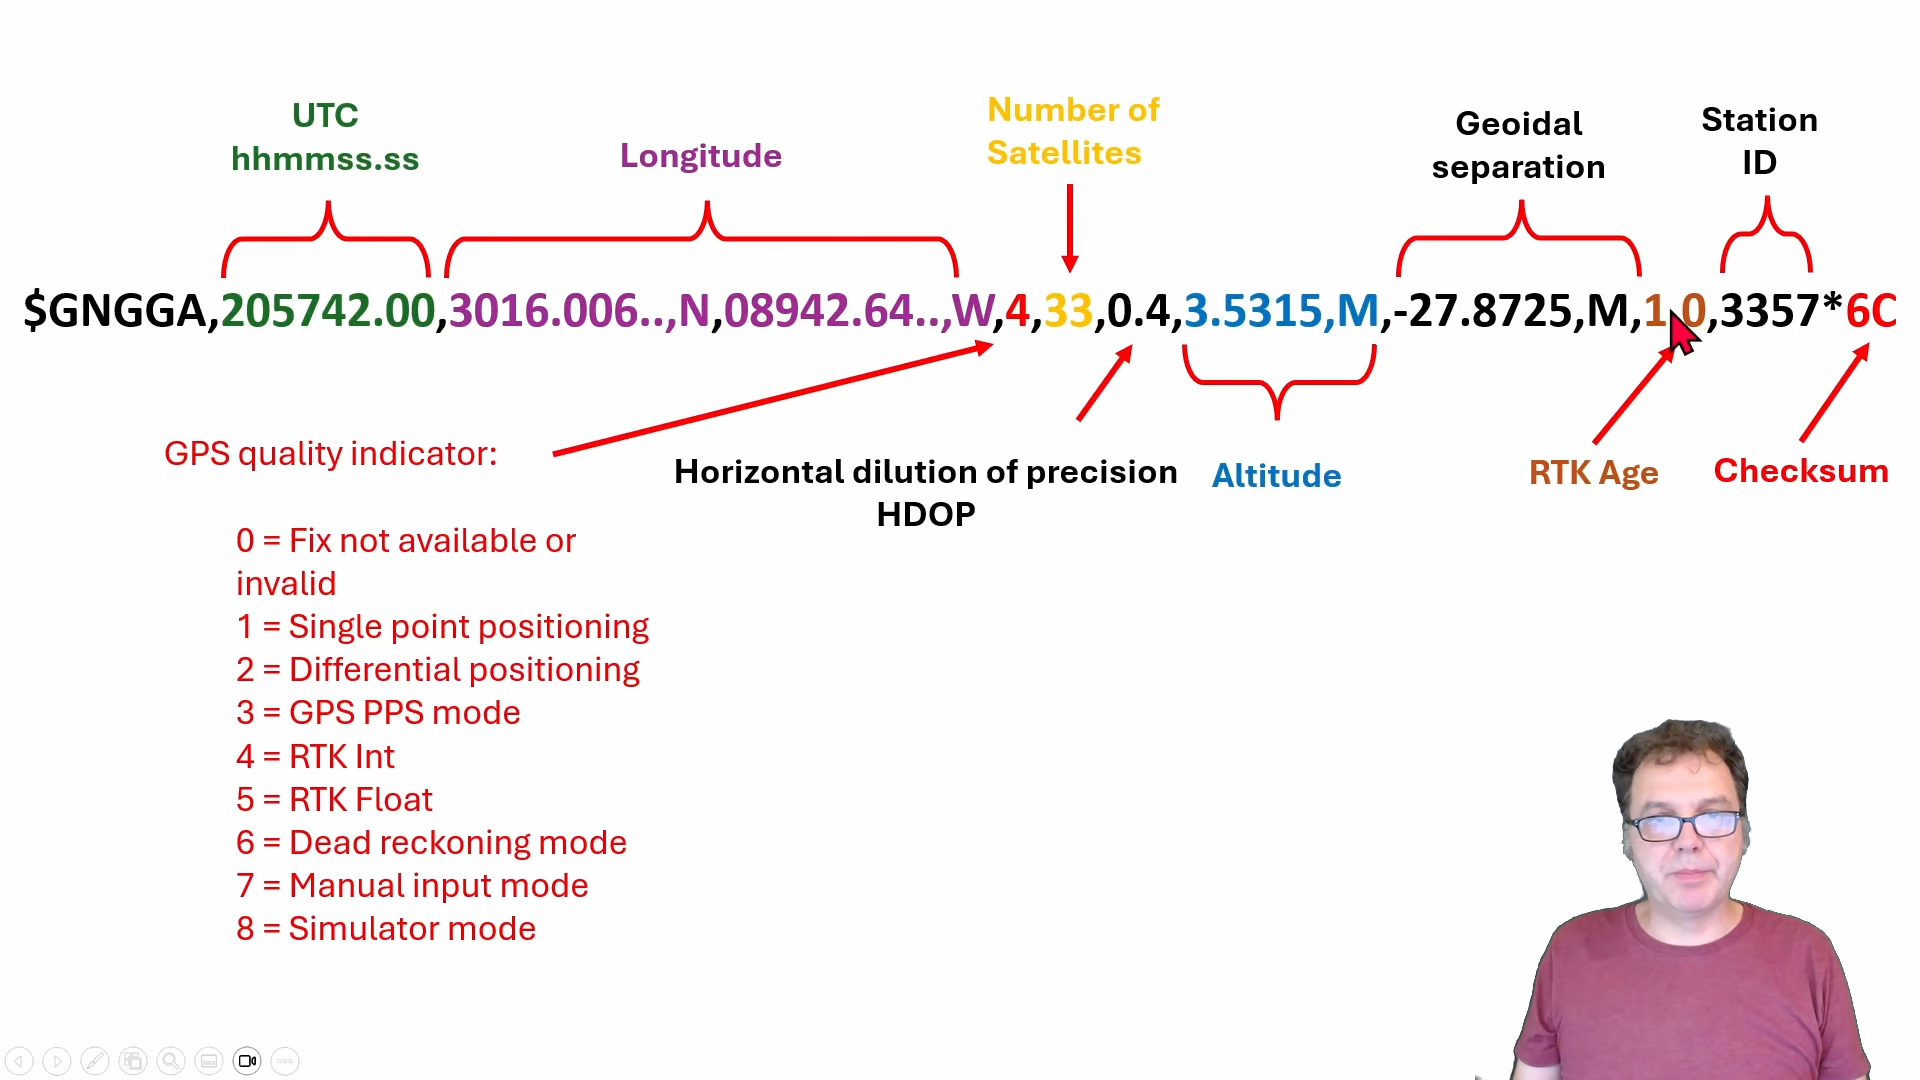 UTC
hhmmss.ss
Longitude
Number of
Satellites
Geoidal
separation
Station
ID
$GNGGA,205742.00,3016.006..,N,08942.64..,W,4,33,0.4,3.5315,M,-27.8725,M,1.0,3357*6C
GPS quality indicator:
Horizontal dilution of precision
HDOP
Altitude
RTK Age
Checksum
0 = Fix not available or
invalid
1 = Single point positioning
2 = Differential positioning
3 = GPS PPS mode
4 = RTK Int
5 = RTK Float
6 = Dead reckoning mode
7 = Manual input mode
8 = Simulator mode